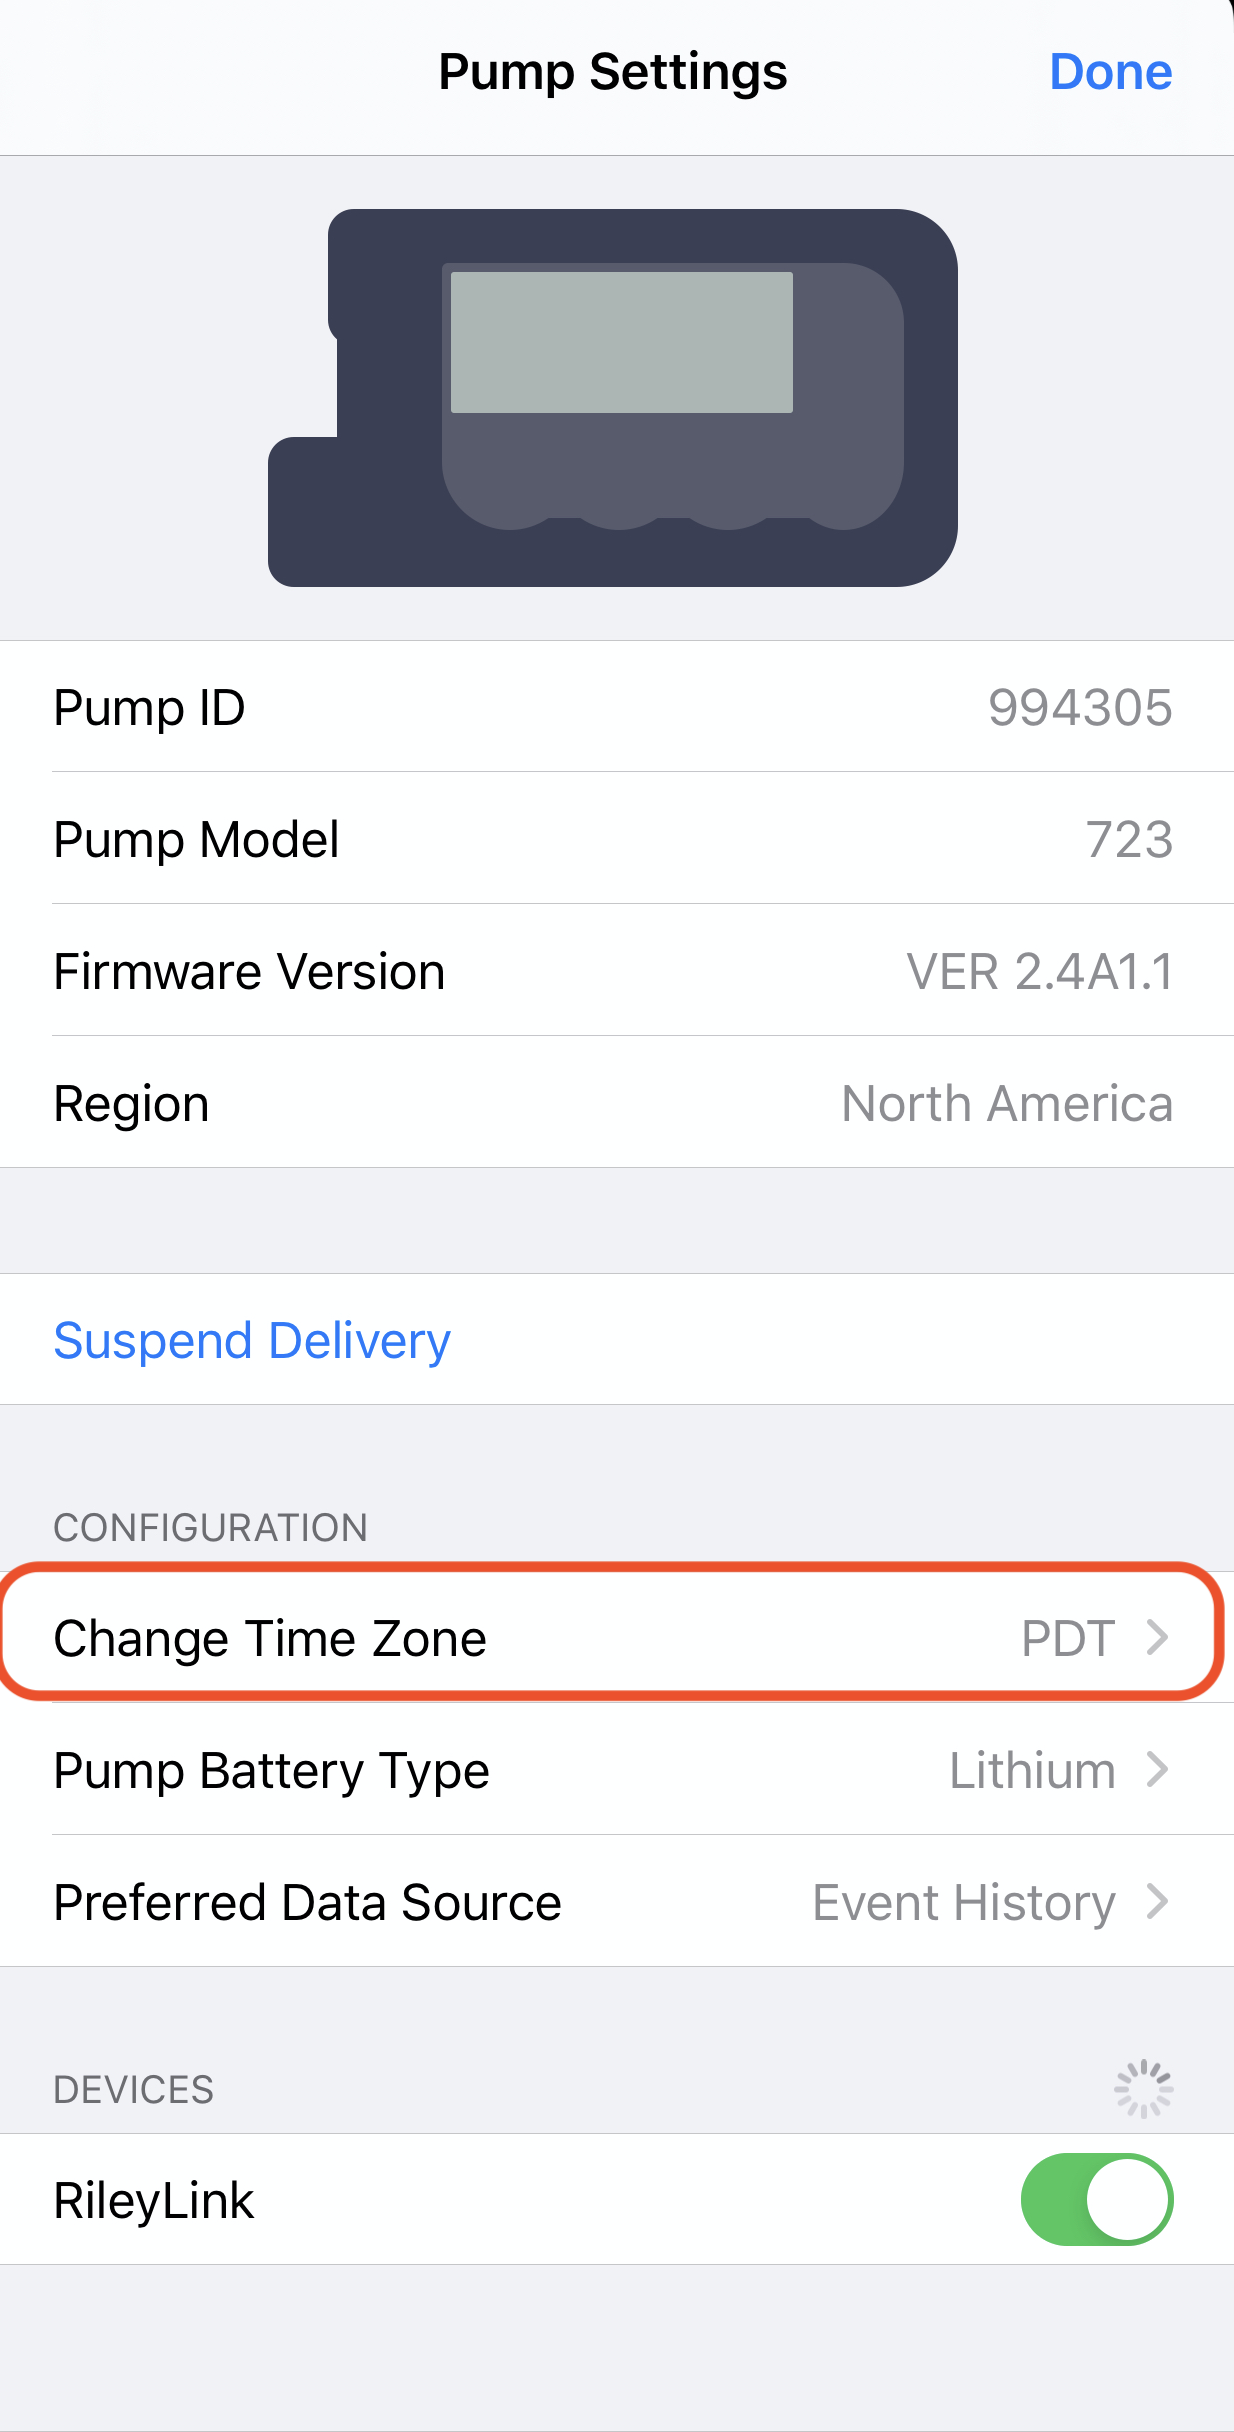 Pump Settings Done
Pump ID 994305
Pump Model 723
Firmware Version VER 2.4A1.1
Region North America
Suspend Delivery
CONFIGURATION
Change Time Zone PDT
Pump Battery Type Lithium
Preferred Data Source Event History
DEVICES
RileyLink